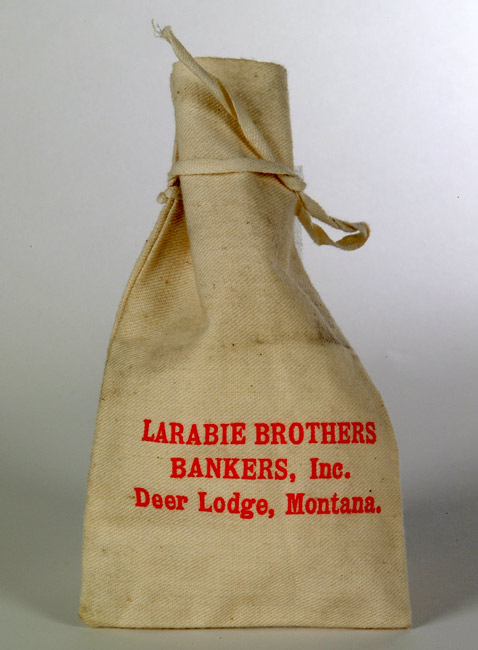 LARABIE BROTHERS
BANKERS, Inc.
Deer Lodge, Montana.